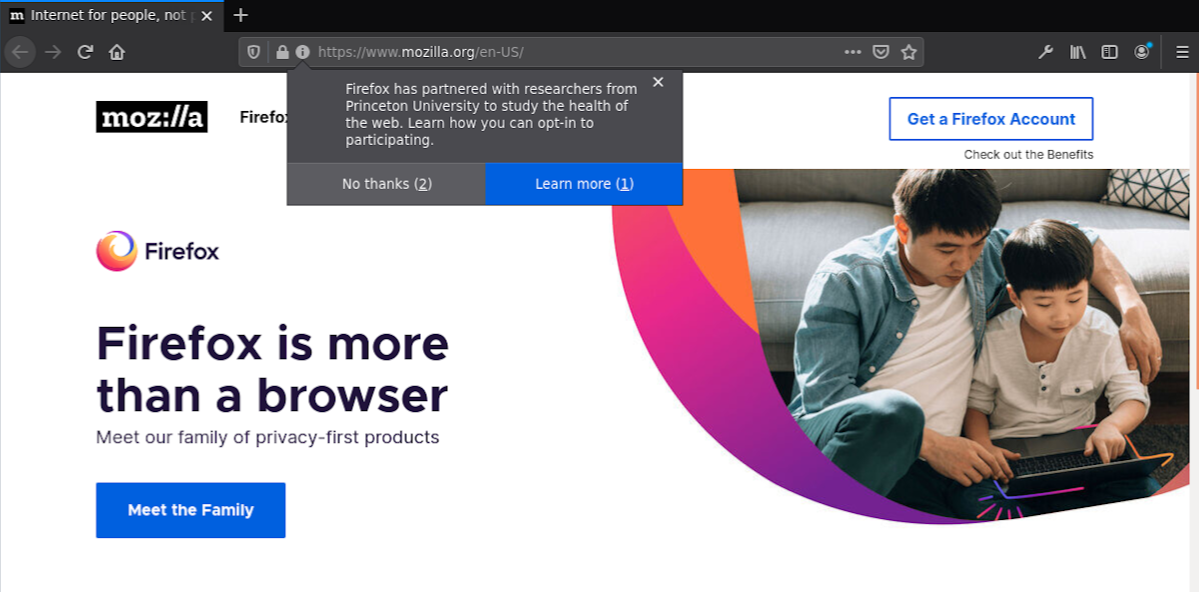 m Internet for people, not p
https://www.mozilla.org/en-US/
Firefox has partnered with researchers from
Princeton University to study the health of
the web. Learn how you can opt-in to
participating.
No thanks (2)
Learn more (1)
moz://a
Firefo
Get a Firefox Account
Check out the Benefits
Firefox
Firefox is more
than a browser
Meet our family of privacy-first products
Meet the Family